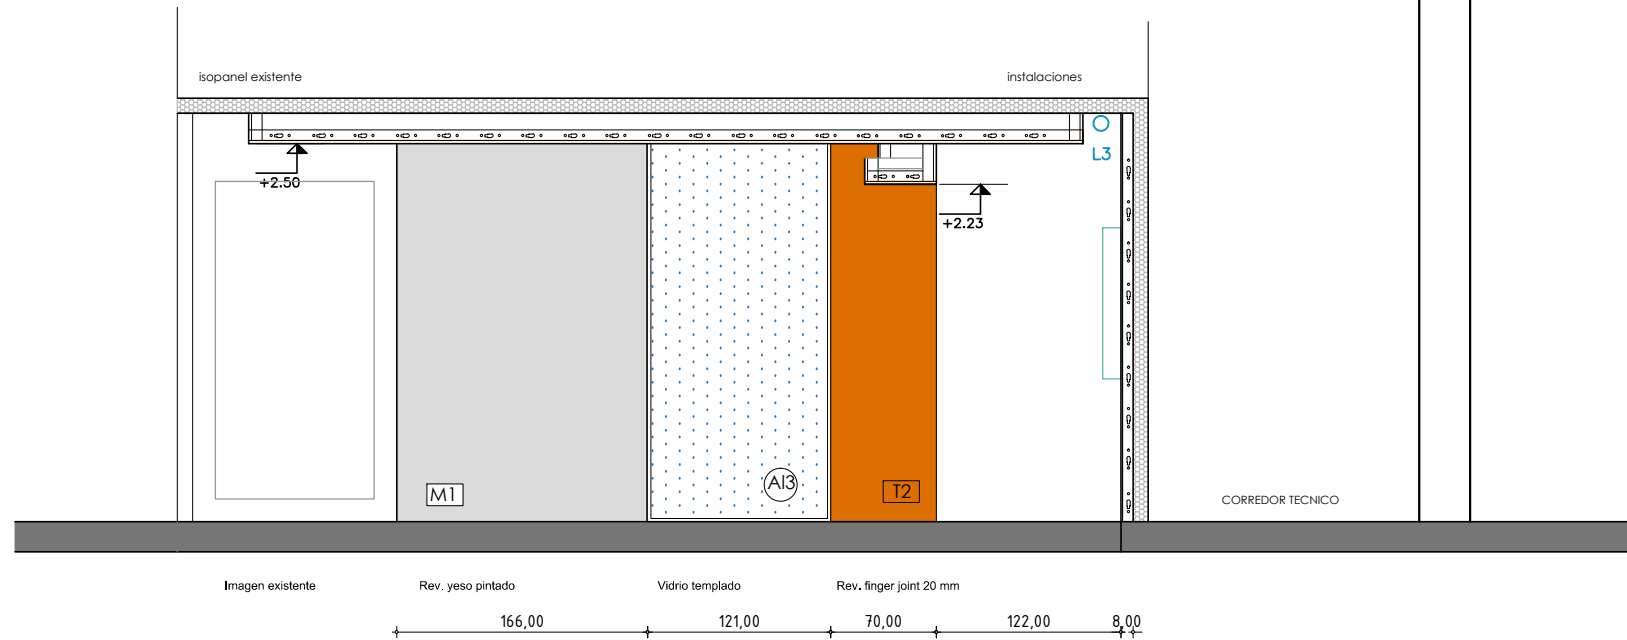 isopanel existente
instalaciones
L3
+2.50
+2.23
M1
Al3
T2
CORREDOR TECNICO
Imagen existente
Rev. yeso pintado
Vidrio templado
Rev. finger joint 20 mm
166,00
121,00
70,00
122,00
8,00